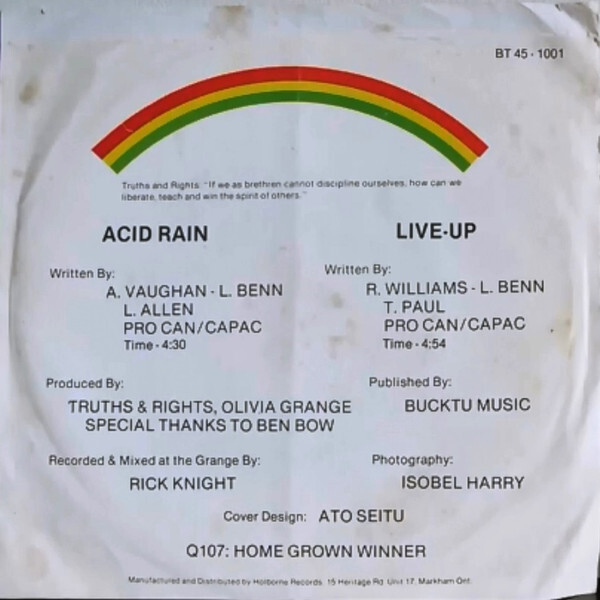 BT 45 - 1001
Truths and Rights: "If we as brethren cannot discipline ourselves, how can we
liberate, teach and win the spirit of others."
ACID RAIN
Written By:
A. VAUGHAN - L. BENN
L. ALLEN
PRO CAN/CAPAC
Time - 4:30
LIVE-UP
Written By:
R. WILLIAMS - L. BENN
T. PAUL
PRO CAN/CAPAC
Time - 4:54
Produced By:
TRUTHS & RIGHTS, OLIVIA GRANGE
SPECIAL THANKS TO BEN BOW
Published By:
BUCKTU MUSIC
Recorded & Mixed at the Grange By:
RICK KNIGHT
Photography:
ISOBEL HARRY
Cover Design: ATO SEITU
Q107: HOME GROWN WINNER
Manufactured and Distributed by Holborne Records. 15 Heritage Rd. Unit 17, Markham Ont.